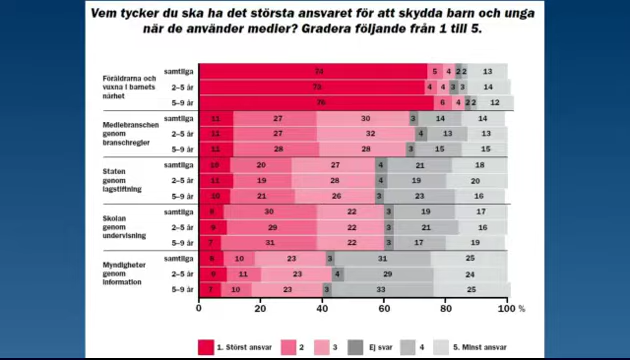 Vem tycker du ska ha det största ansvaret för att skydda barn och unga
när de använder medier? Gradera följande från 1 till 5.
Föräldrarna och
vuxna i barnets
närhet
samtliga 74 5 4 2 2 13
2–5 år 73 4 4 3 3 14
5–9 år 76 6 4 2 2 12
Mediebranschen
genom
branschregler
samtliga 11 27 30 3 14 14
2–5 år 11 27 32 4 13 13
5–9 år 11 28 28 3 15 15
Staten
genom
lagstiftning
samtliga 10 20 27 4 21 18
2–5 år 11 19 28 4 19 20
5–9 år 10 21 26 3 23 16
Skolan
genom
undervisning
samtliga 8 30 22 3 19 17
2–5 år 9 29 22 3 21 16
5–9 år 7 31 22 3 17 19
Myndigheter
genom
information
samtliga 8 10 23 3 31 25
2–5 år 9 11 23 4 29 24
5–9 år 7 10 23 3 33 25
0 20 40 60 80 100 %
1. Störst ansvar 2 3 Ej svar 4 5. Minst ansvar